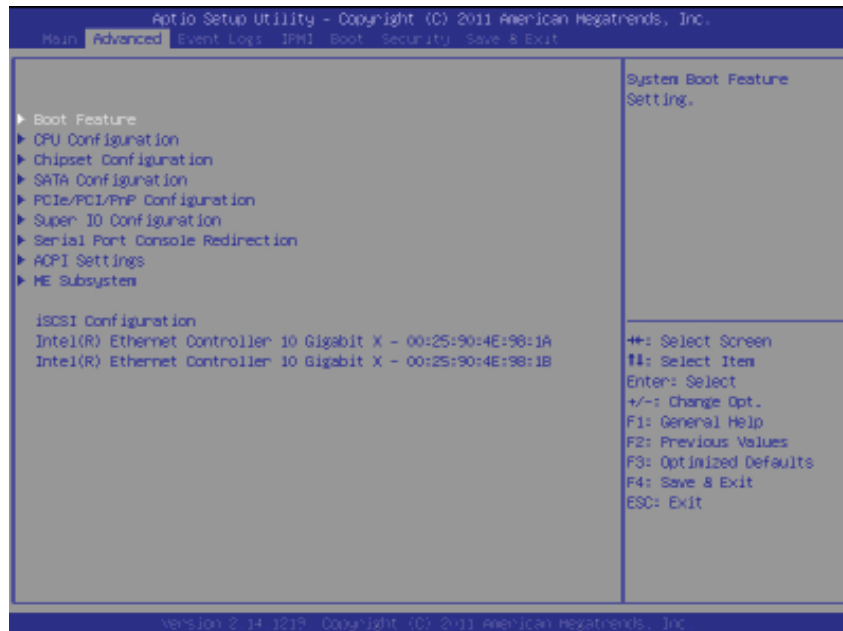 Aptio Setup Utility - Copyright (C) 2011 American Megatrends, Inc.
Main Advanced Event Logs IPMI Boot Security Save & Exit
System Boot Feature
Setting.
Boot Feature
CPU Configuration
Chipset Configuration
SATA Configuration
PCIe/PCI/PnP Configuration
Super IO Configuration
Serial Port Console Redirection
ACPI Settings
ME Subsystem
iSCSI Configuration
Intel(R) Ethernet Controller 10 Gigabit X - 00:25:90:4E:98:1A
Intel(R) Ethernet Controller 10 Gigabit X - 00:25:90:4E:98:1B
→←: Select Screen
↑↓: Select Item
Enter: Select
+/-: Change Opt.
F1: General Help
F2: Previous Values
F3: Optimized Defaults
F4: Save & Exit
ESC: Exit
Version 2.14.1219. Copyright (C) 2011 American Megatrends, Inc.